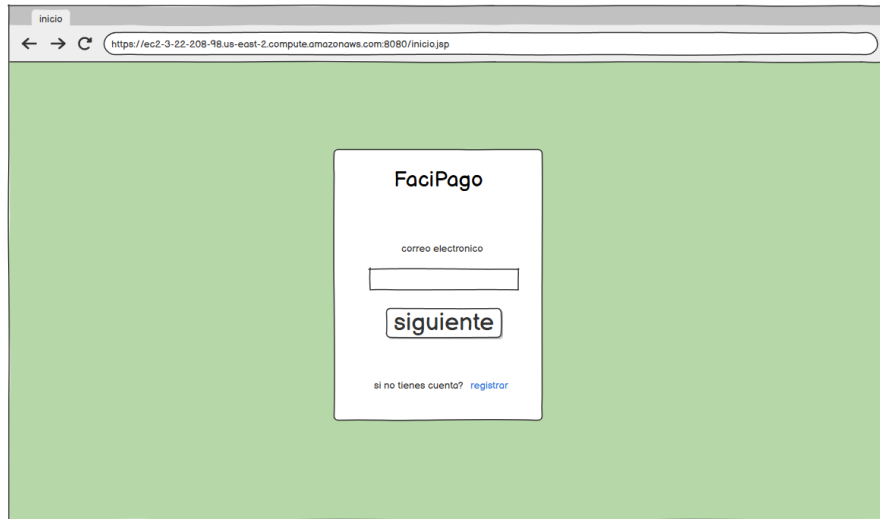 inicio
https://ec2-3-22-208-98.us-east-2.compute.amazonaws.com:8080/inicio.jsp
FaciPago
correo electronico
siguiente
si no tienes cuenta? registrar